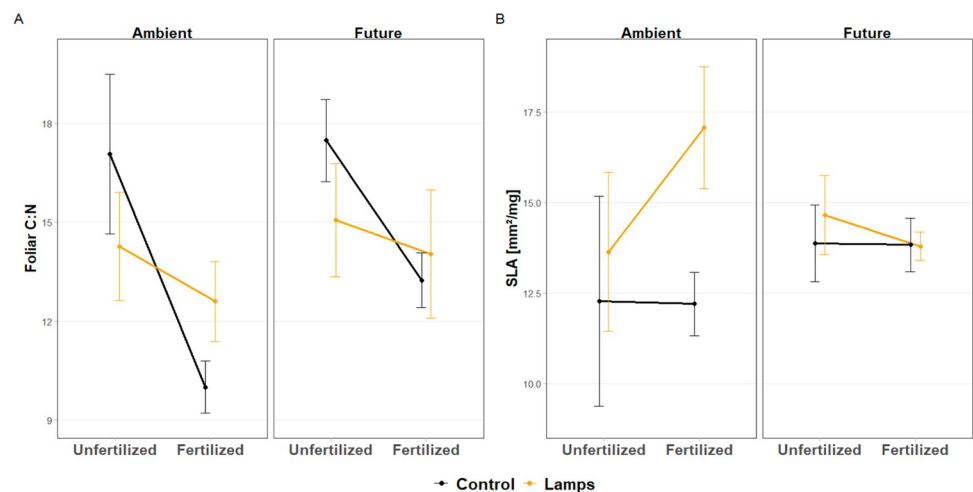 A
Ambient Future
Foliar C:N
18
15
12
9
Unfertilized Fertilized Unfertilized Fertilized
B
Ambient Future
SLA [mm²/mg]
17.5
15.0
12.5
10.0
Unfertilized Fertilized Unfertilized Fertilized
Control Lamps